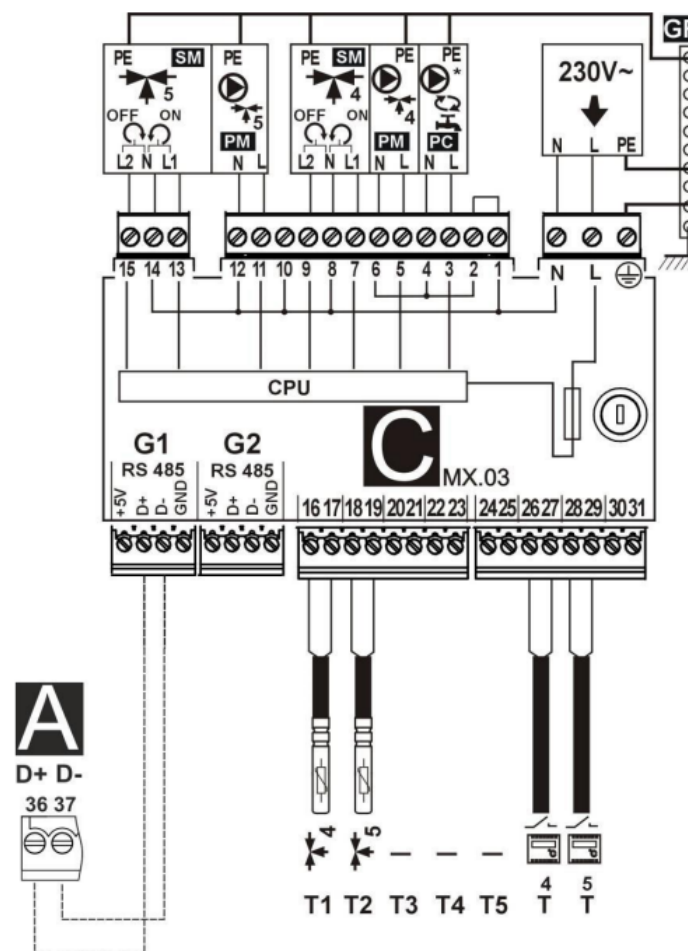 PE SM PE PE SM PE PE * 230V~ GP
5 5 4 4
OFF ON OFF ON
PM PM PC
L2 N L1 N L L2 N L1 N L N L N L PE
15 14 13 12 11 10 9 8 7 6 5 4 3 2 1 N L
CPU
G1 G2 C MX.03
RS 485 RS 485
+5V D+ D- GND +5V D+ D- GND
16 17 18 19 20 21 22 23 24 25 26 27 28 29 30 31
A
D+ D-
36 37
4 5 4 5
T1 T2 T3 T4 T5 T T